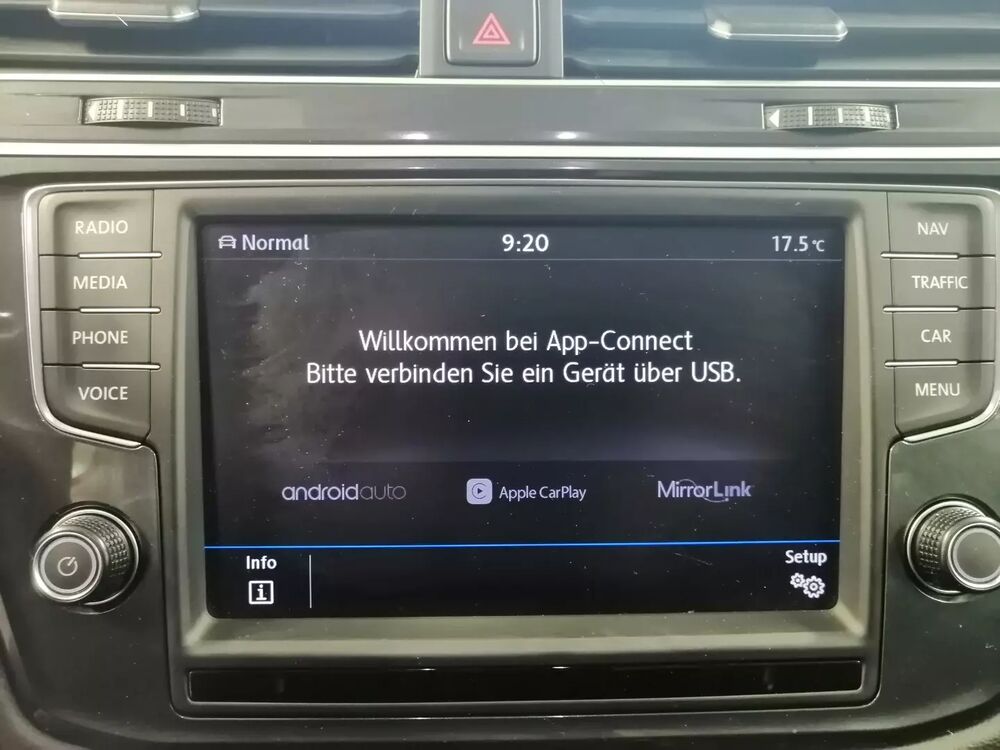 RADIO
MEDIA
PHONE
VOICE
Normal
9:20
17.5°C
Willkommen bei App-Connect
Bitte verbinden Sie ein Gerät über USB.
androidauto
Apple CarPlay
MirrorLink
Info
i
Setup
NAV
TRAFFIC
CAR
MENU